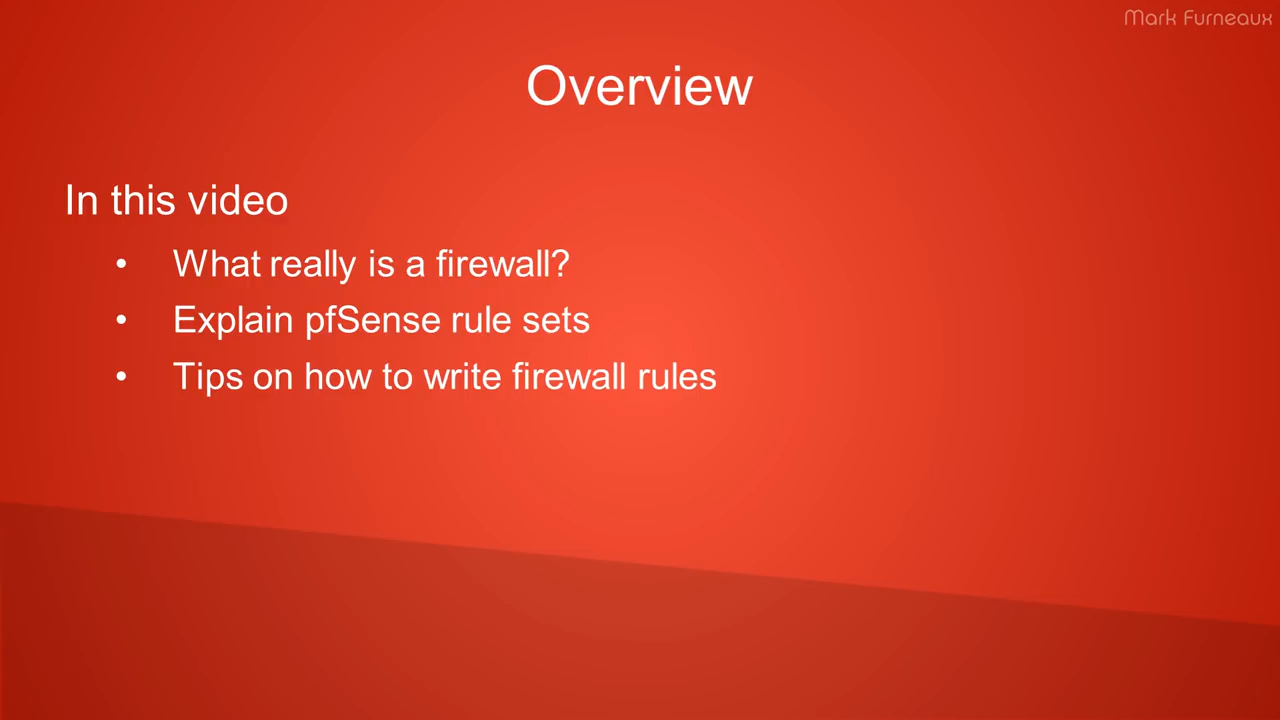 Mark Furneaux
Overview
In this video
• What really is a firewall?
• Explain pfSense rule sets
• Tips on how to write firewall rules